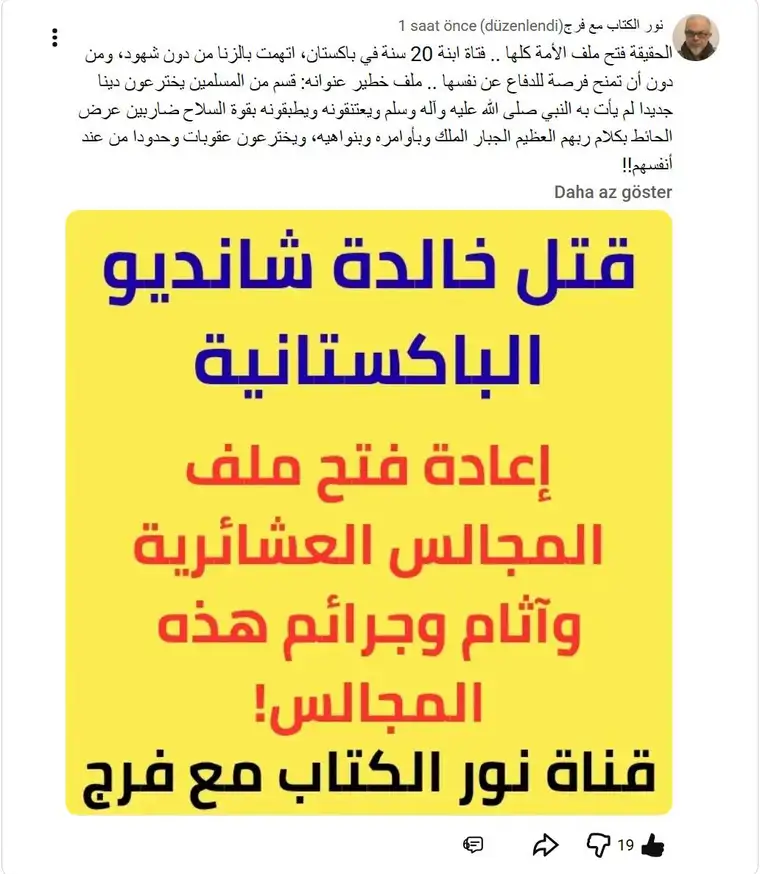 نور الكتاب مع فرج(düzenlendi) 1 saat önce
الحقيقة فتح ملف الأمة كلها .. فتاة ابنة 20 سنة في باكستان، اتهمت بالزنا من دون شهود، ومن
دون أن تمنح فرصة للدفاع عن نفسها .. ملف خطير عنوانه: قسم من المسلمين يخترعون دينا
جديدا لم يأت به النبي صلى الله عليه وآله وسلم ويعتنقونه ويطبقونه بقوة السلاح ضاربين عرض
الحائط بكلام ربهم العظيم الجبار الملك وبأوامره وبنواهيه، ويخترعون عقوبات وحدودا من عند
أنفسهم!!
Daha az göster
قتل خالدة شانديو
الباكستانية
إعادة فتح ملف
المجالس العشائرية
وآثام وجرائم هذه
المجالس!
قناة نور الكتاب مع فرج
19